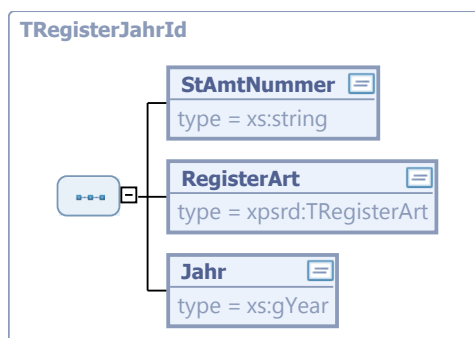 TRegisterJahrId
StAmtNummer
type = xs:string
RegisterArt
type = xpsrd:TRegisterArt
Jahr
type = xs:gYear